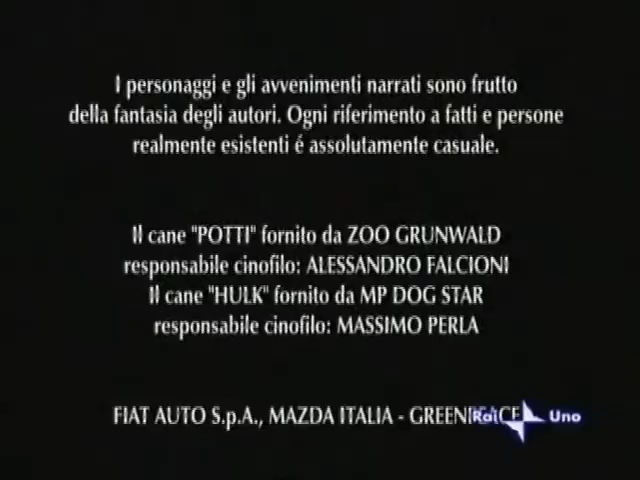 I personaggi e gli avvenimenti narrati sono frutto
della fantasia degli autori. Ogni riferimento a fatti e persone
realmente esistenti é assolutamente casuale.
Il cane "POTTI" fornito da ZOO GRUNWALD
responsabile cinofilo: ALESSANDRO FALCIONI
Il cane "HULK" fornito da MP DOG STAR
responsabile cinofilo: MASSIMO PERLA
FIAT AUTO S.p.A., MAZDA ITALIA - GREENPEACE
Rai Uno